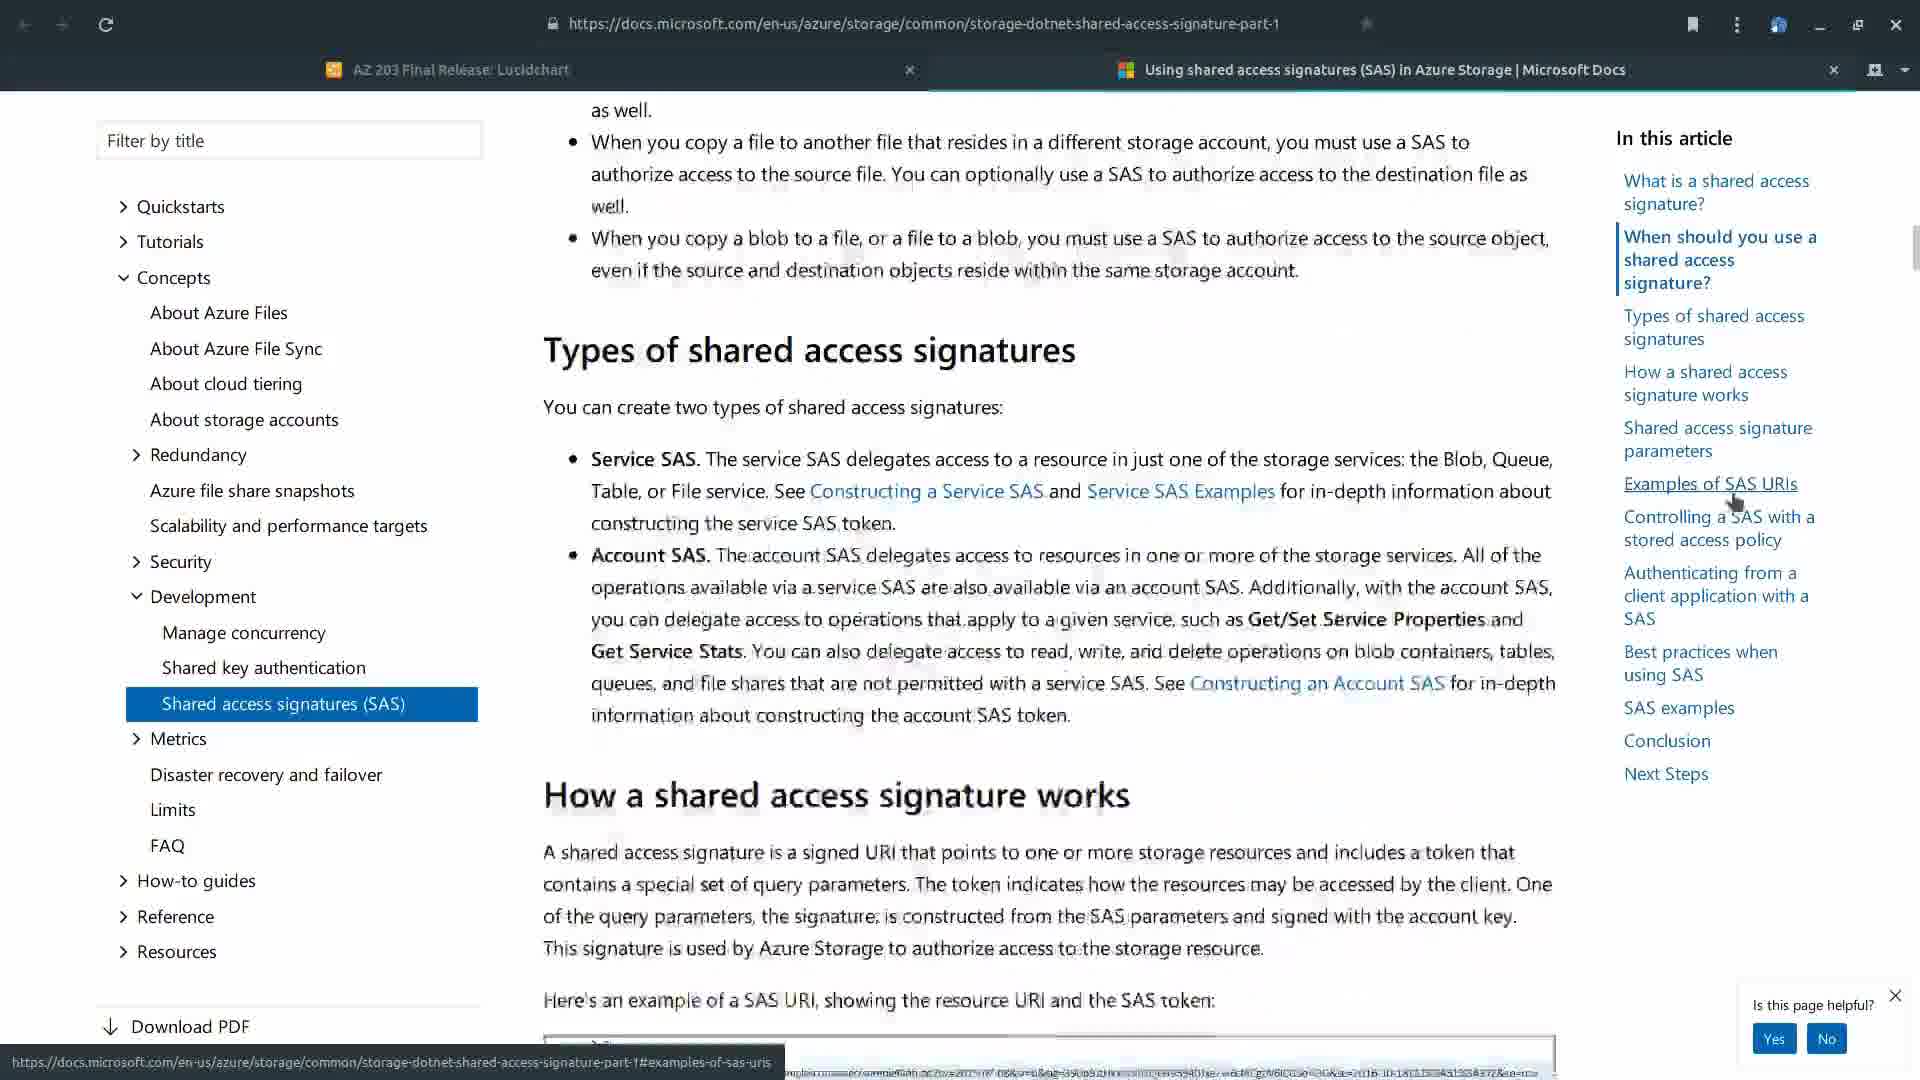 https://docs.microsoft.com/en-us/azure/storage/common/storage-dotnet-shared-access-signature-part-1
AZ 203 Final Release: Lucidchart
Using shared access signatures (SAS) in Azure Storage | Microsoft Docs
Filter by title
Quickstarts
Tutorials
Concepts
About Azure Files
About Azure File Sync
About cloud tiering
About storage accounts
Redundancy
Azure file share snapshots
Scalability and performance targets
Security
Development
Manage concurrency
Shared key authentication
Shared access signatures (SAS)
Metrics
Disaster recovery and failover
Limits
FAQ
How-to guides
Reference
Resources
Download PDF
as well.
When you copy a file to another file that resides in a different storage account, you must use a SAS to
authorize access to the source file. You can optionally use a SAS to authorize access to the destination file as
well.
When you copy a blob to a file, or a file to a blob, you must use a SAS to authorize access to the source object,
even if the source and destination objects reside within the same storage account.
Types of shared access signatures
You can create two types of shared access signatures:
Service SAS. The service SAS delegates access to a resource in just one of the storage services: the Blob, Queue,
Table, or File service. See Constructing a Service SAS and Service SAS Examples for in-depth information about
constructing the service SAS token.
Account SAS. The account SAS delegates access to resources in one or more of the storage services. All of the
operations available via a service SAS are also available via an account SAS. Additionally, with the account SAS,
you can delegate access to operations that apply to a given service, such as Get/Set Service Properties and
Get Service Stats. You can also delegate access to read, write, and delete operations on blob containers, tables,
queues, and file shares that are not permitted with a service SAS. See Constructing an Account SAS for in-depth
information about constructing the account SAS token.
How a shared access signature works
A shared access signature is a signed URI that points to one or more storage resources and includes a token that
contains a special set of query parameters. The token indicates how the resources may be accessed by the client. One
of the query parameters, the signature, is constructed from the SAS parameters and signed with the account key.
This signature is used by Azure Storage to authorize access to the storage resource.
Here's an example of a SAS URI, showing the resource URI and the SAS token:
In this article
What is a shared access
signature?
When should you use a
shared access
signature?
Types of shared access
signatures
How a shared access
signature works
Shared access signature
parameters
Examples of SAS URIs
Controlling a SAS with a
stored access policy
Authenticating from a
client application with a
SAS
Best practices when
using SAS
SAS examples
Conclusion
Next Steps
Is this page helpful?
Yes
No
https://docs.microsoft.com/en-us/azure/storage/common/storage-dotnet-shared-access-signature-part-1#examples-of-sas-uris